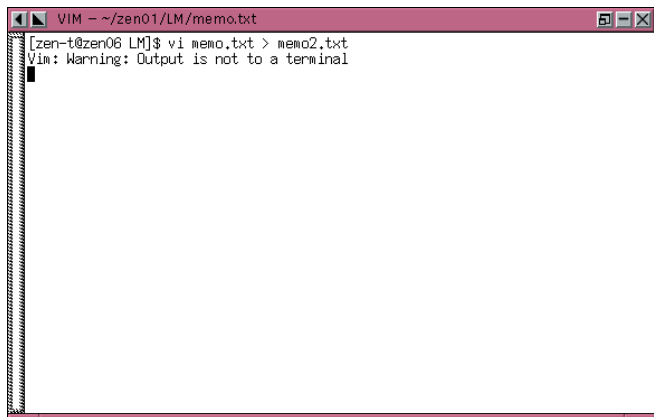 VIM - ~/zen01/LM/memo.txt
[zen-t@zen06 LM]$ vi memo.txt > memo2.txt
Vim: Warning: Output is not to a terminal